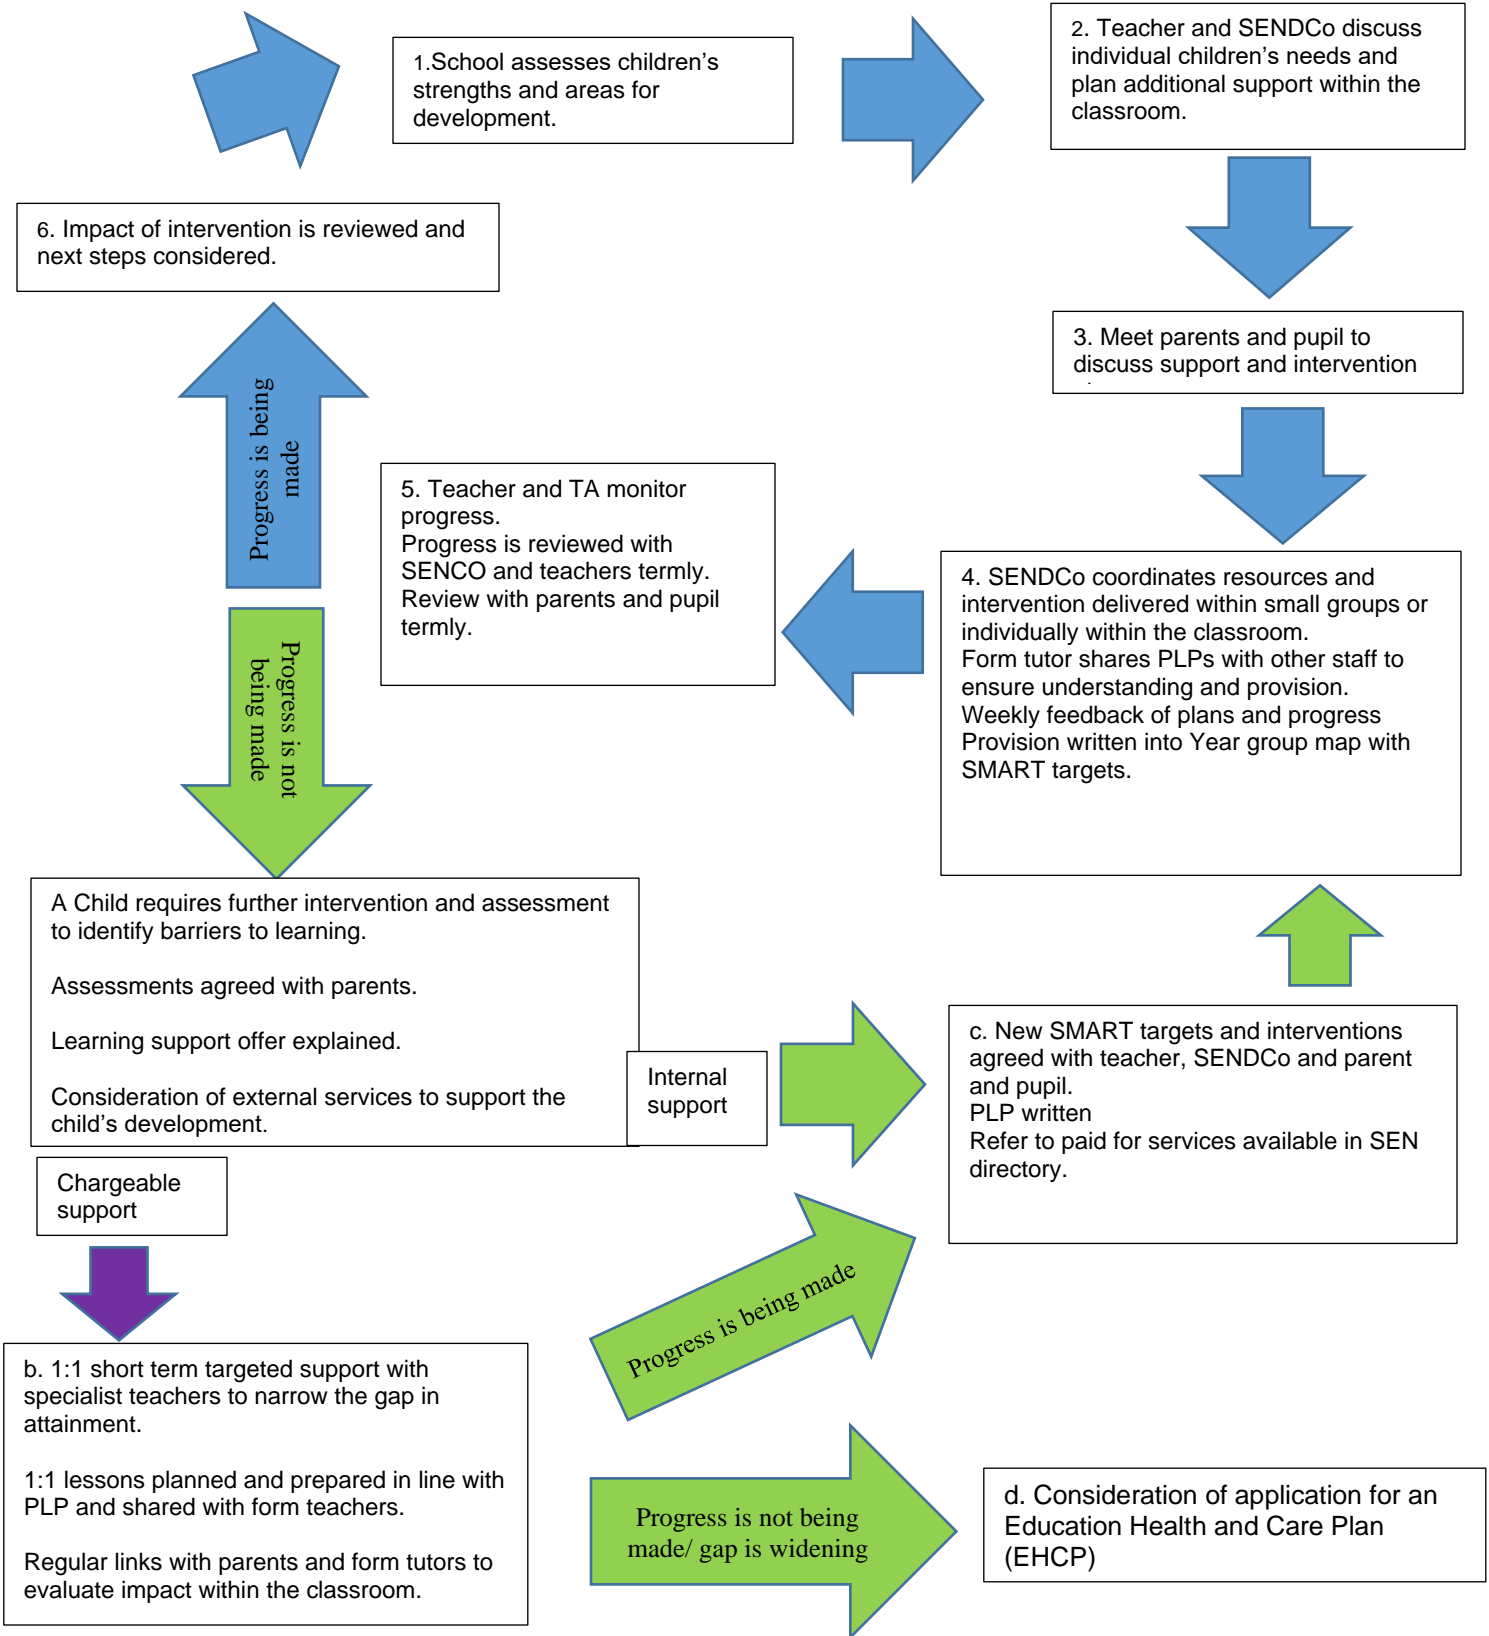 1.School assesses children's
strengths and areas for
development.
2. Teacher and SENDCo discuss
individual children's needs and
plan additional support within the
classroom.
3. Meet parents and pupil to
discuss support and intervention
4. SENDCo coordinates resources and
intervention delivered within small groups or
individually within the classroom.
Form tutor shares PLPs with other staff to
ensure understanding and provision.
Weekly feedback of plans and progress
Provision written into Year group map with
SMART targets.
5. Teacher and TA monitor
progress.
Progress is reviewed with
SENCO and teachers termly.
Review with parents and pupil
termly.
Progress is being
made
6. Impact of intervention is reviewed and
next steps considered.
Progress is not
being made
A Child requires further intervention and assessment
to identify barriers to learning.
Assessments agreed with parents.
Learning support offer explained.
Consideration of external services to support the
child's development.
Internal
support
c. New SMART targets and interventions
agreed with teacher, SENDCo and parent
and pupil.
PLP written
Refer to paid for services available in SEN
directory.
Chargeable
support
b. 1:1 short term targeted support with
specialist teachers to narrow the gap in
attainment.
1:1 lessons planned and prepared in line with
PLP and shared with form teachers.
Regular links with parents and form tutors to
evaluate impact within the classroom.
Progress is being made
Progress is not being
made/ gap is widening
d. Consideration of application for an
Education Health and Care Plan
(EHCP)